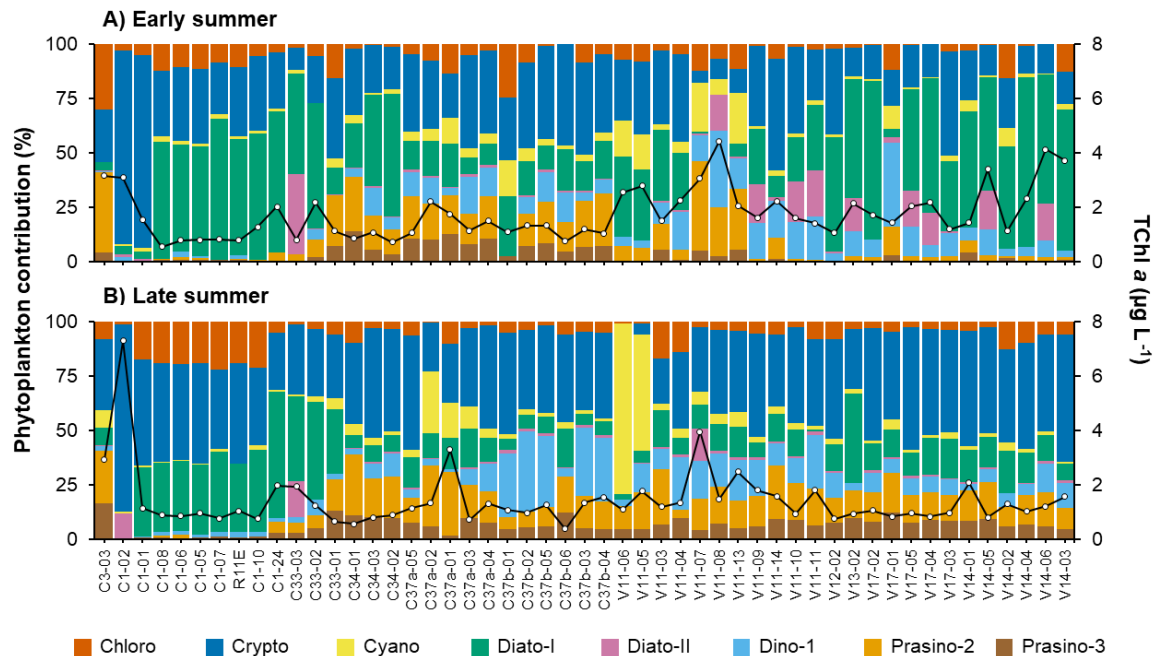 A) Early summer
100
75
50
25
0
8
6
4
2
0
B) Late summer
100
75
50
25
0
8
6
4
2
0
Phytoplankton contribution (%)
TChl a (µg L⁻¹)
C3-03
C1-02
C1-01
C1-08
C1-06
C1-05
C1-07
R11E
C1-10
C1-24
C33-03
C33-02
C33-01
C34-01
C34-03
C34-02
C37a-05
C37a-02
C37a-01
C37a-03
C37a-04
C37b-01
C37b-02
C37b-05
C37b-06
C37b-03
C37b-04
V11-06
V11-05
V11-03
V11-04
V11-07
V11-08
V11-13
V11-09
V11-14
V11-10
V11-11
V12-02
V13-02
V17-01
V17-05
V17-04
V17-03
V14-01
V14-05
V14-02
V14-04
V14-06
V14-03
Chloro
Crypto
Cyano
Diato-I
Diato-II
Dino-1
Prasino-2
Prasino-3